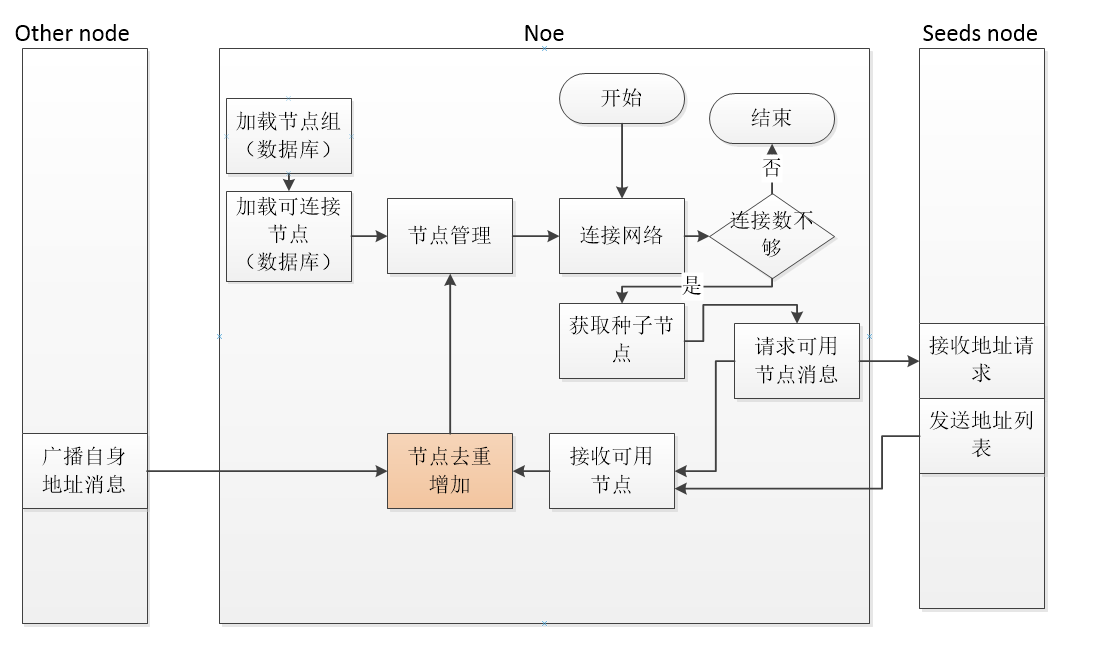 Other node
Noe
Seeds node
开始
结束
加载节点组
（数据库）
否
加载可连接
节点
（数据库）
节点管理
连接网络
连接数不
够
是
获取种子节
点
请求可用
节点消息
接收地址请
求
发送地址列
表
广播自身
地址消息
节点去重
增加
接收可用
节点